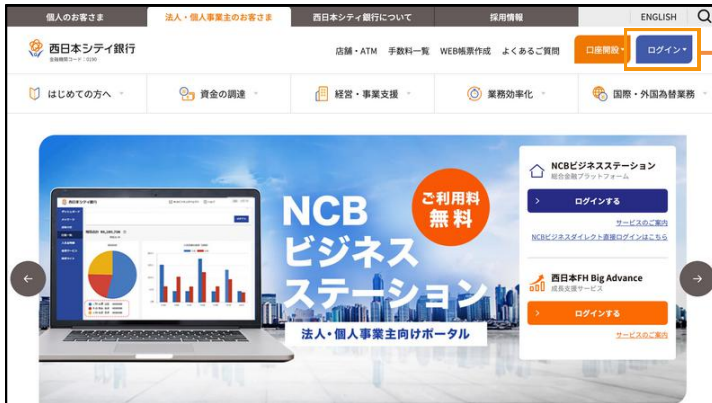 個人のお客さま
法人・個人事業主のお客さま
西日本シティ銀行について
採用情報
ENGLISH
西日本シティ銀行
金融機関コード：0190
店舗・ATM 手数料一覧 WEB帳票作成 よくあるご質問
口座開設
ログイン
はじめての方へ
資金の調達
経営・事業支援
業務効率化
国際・外国為替業務
NCB
ビジネス
ステーション
法人・個人事業主向けポータル
ご利用料
無料
NCBビジネスステーション
総合金融プラットフォーム
ログインする
サービスのご案内
NCBビジネスダイレクト直接ログインはこちら
西日本FH Big Advance
成長支援サービス
ログインする
サービスのご案内